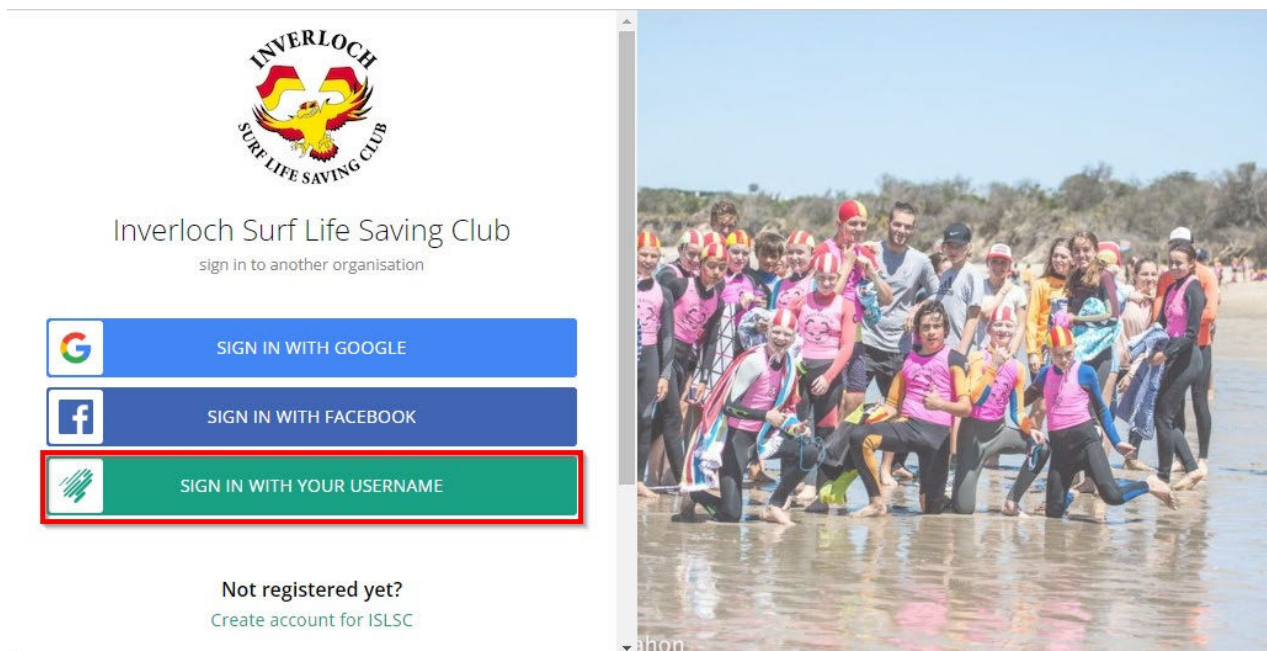 INVERLOCH
SURF LIFE SAVING CLUB
Inverloch Surf Life Saving Club
sign in to another organisation
SIGN IN WITH GOOGLE
SIGN IN WITH FACEBOOK
SIGN IN WITH YOUR USERNAME
Not registered yet?
Create account for ISLSC